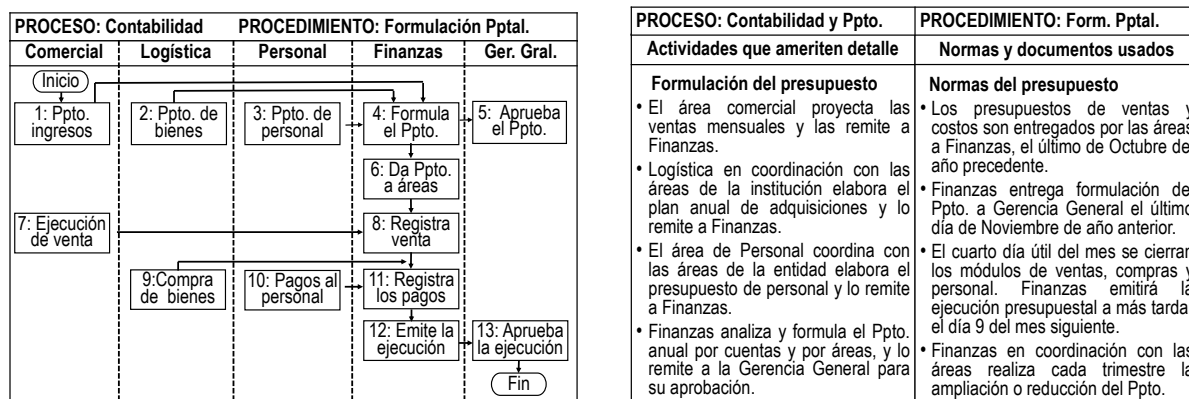 PROCESO: Contabilidad PROCEDIMIENTO: Formulación Pptal.
Comercial Logística Personal Finanzas Ger. Gral.
Inicio
1: Ppto. ingresos
2: Ppto. de bienes
3: Ppto. de personal
4: Formula el Ppto.
5: Aprueba el Ppto.
6: Da Ppto. a áreas
7: Ejecución de venta
8: Registra venta
9:Compra de bienes
10: Pagos al personal
11: Registra los pagos
12: Emite la ejecución
13: Aprueba la ejecución
Fin
PROCESO: Contabilidad y Ppto.
Actividades que ameriten detalle
Formulación del presupuesto
• El área comercial proyecta las
ventas mensuales y las remite a
Finanzas.
• Logística en coordinación con las
áreas de la institución elabora el
plan anual de adquisiciones y lo
remite a Finanzas.
• El área de Personal coordina con
las áreas de la entidad elabora el
presupuesto de personal y lo remite
a Finanzas.
• Finanzas analiza y formula el Ppto.
anual por cuentas y por áreas, y lo
remite a la Gerencia General para
su aprobación.
PROCEDIMIENTO: Form. Pptal.
Normas y documentos usados
Normas del presupuesto
• Los presupuestos de ventas y
costos son entregados por las áreas
a Finanzas, el último de Octubre de
año precedente.
• Finanzas entrega formulación de
Ppto. a Gerencia General el último
día de Noviembre de año anterior.
• El cuarto día útil del mes se cierran
los módulos de ventas, compras y
personal. Finanzas emitirá la
ejecución presupuestal a más tarda
el día 9 del mes siguiente.
• Finanzas en coordinación con las
áreas realiza cada trimestre la
ampliación o reducción del Ppto.